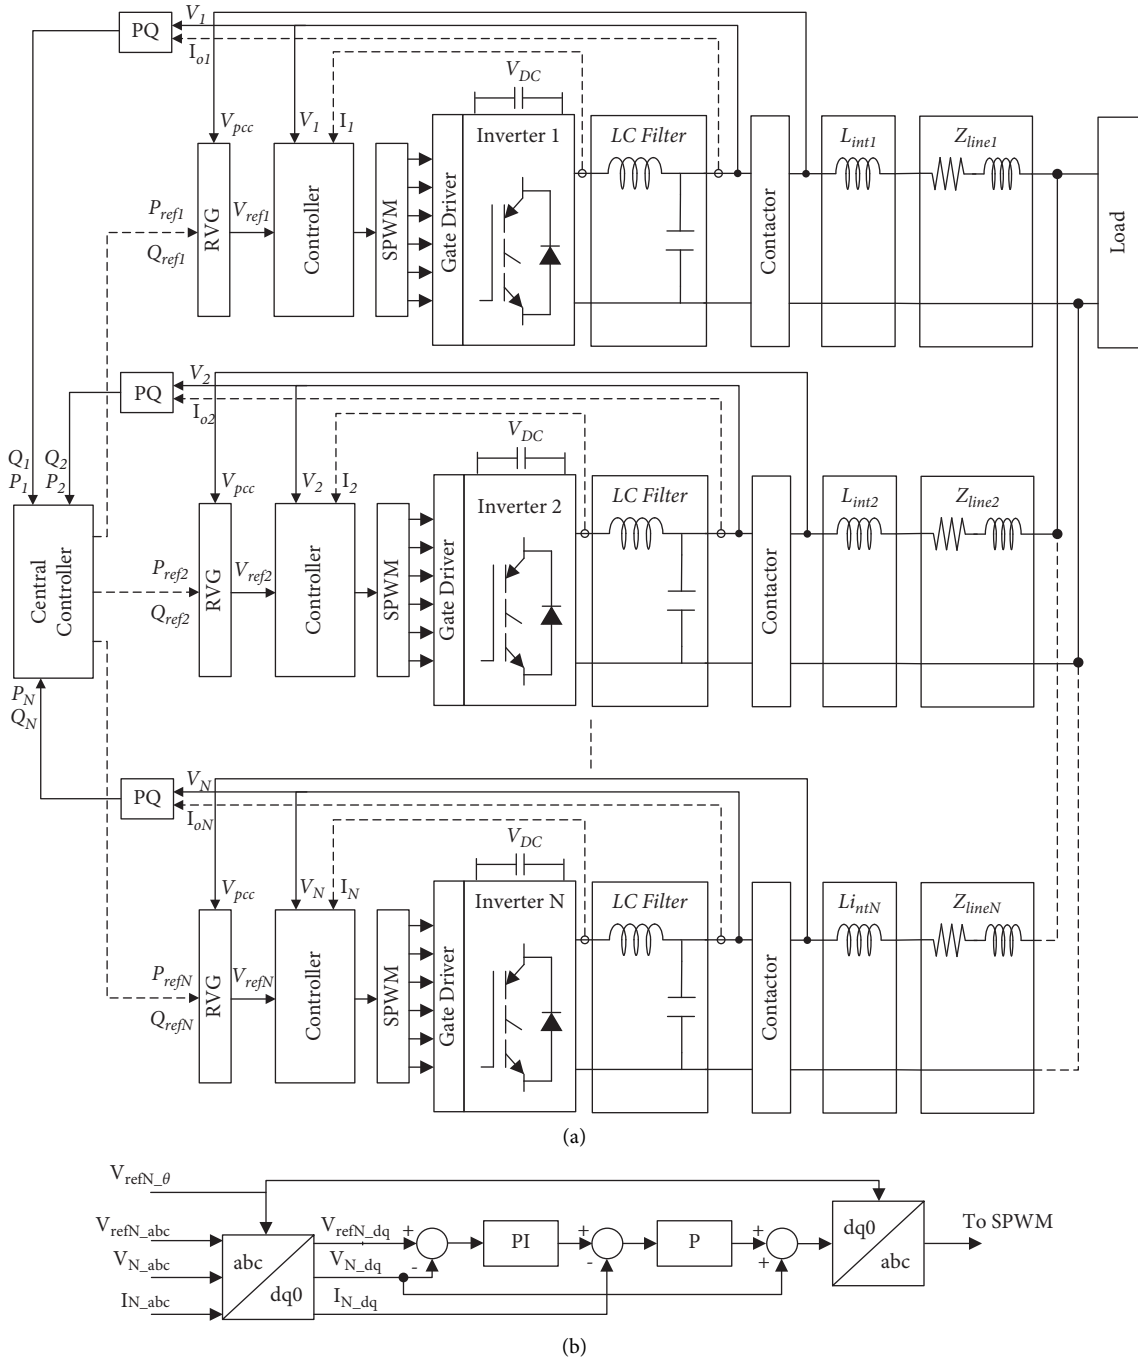 PQ
V1
Io1
VDC
Vpcc
V1
I1
Inverter 1
LC Filter
Lint1
Zline1
Pref1
Qref1
RVG
Vref1
Controller
SPWM
Gate Driver
Contactor
Load
PQ
V2
Io2
VDC
Q1
P1
Q2
P2
Vpcc
V2
I2
Inverter 2
LC Filter
Lint2
Zline2
Central
Controller
Pref2
Qref2
RVG
Vref2
Controller
SPWM
Gate Driver
Contactor
PN
QN
PQ
VN
IoN
VDC
Vpcc
VN
IN
Inverter N
LC Filter
LiintN
ZlineN
PrefN
QrefN
RVG
VrefN
Controller
SPWM
Gate Driver
Contactor
(a)
VrefN_θ
VrefN_abc
VN_abc
IN_abc
abc
dq0
VrefN_dq
VN_dq
IN_dq
+
-
PI
+
-
P
+
+
dq0
abc
To SPWM
(b)